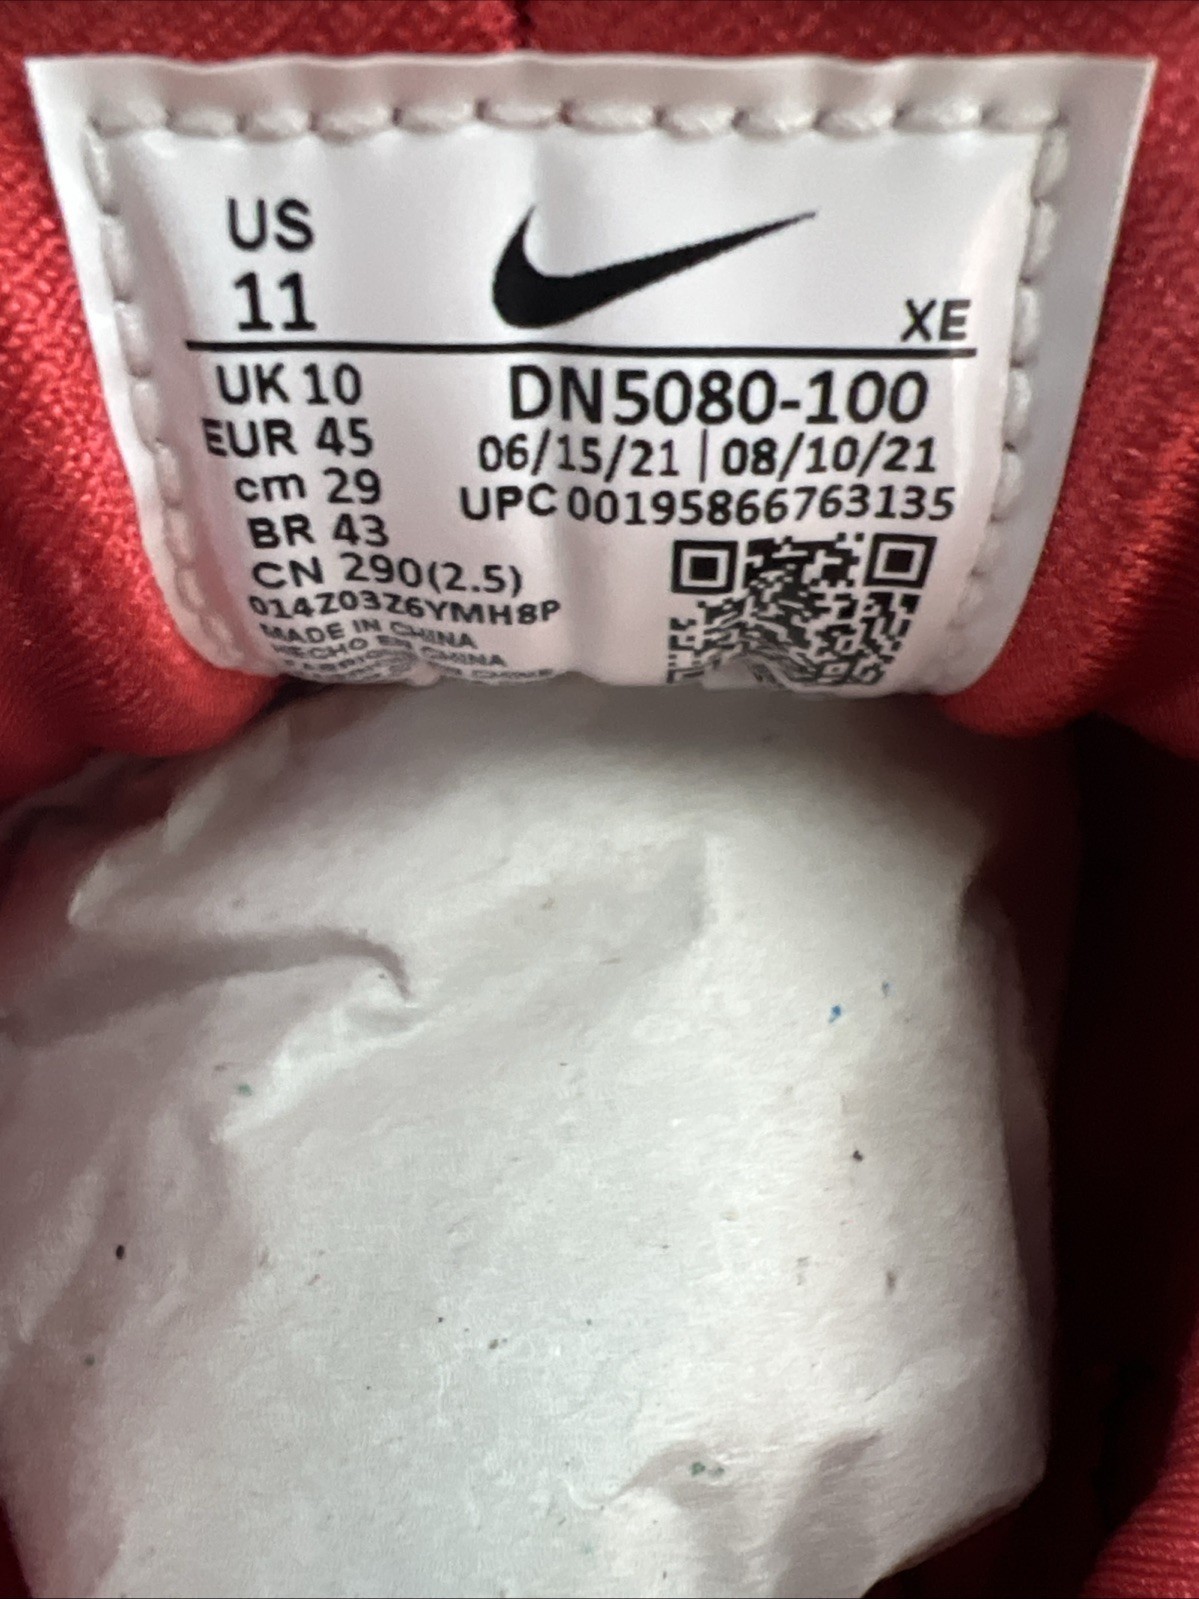 US
11
XE
UK 10
EUR 45
cm 29
BR 43
CN 290(2.5)
DN5080-100
06/15/21 | 08/10/21
UPC 00195866763135
014Z03Z6YMH8P
MADE IN CHINA
HECHO EN CHINA
CHINE